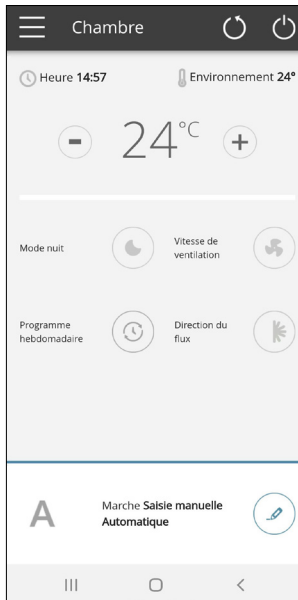 Chambre
Heure 14:57 Environnement 24°
24°C
Mode nuit
Vitesse de
ventilation
Programme
hebdomadaire
Direction du
flux
A
Marche Saisie manuelle
Automatique